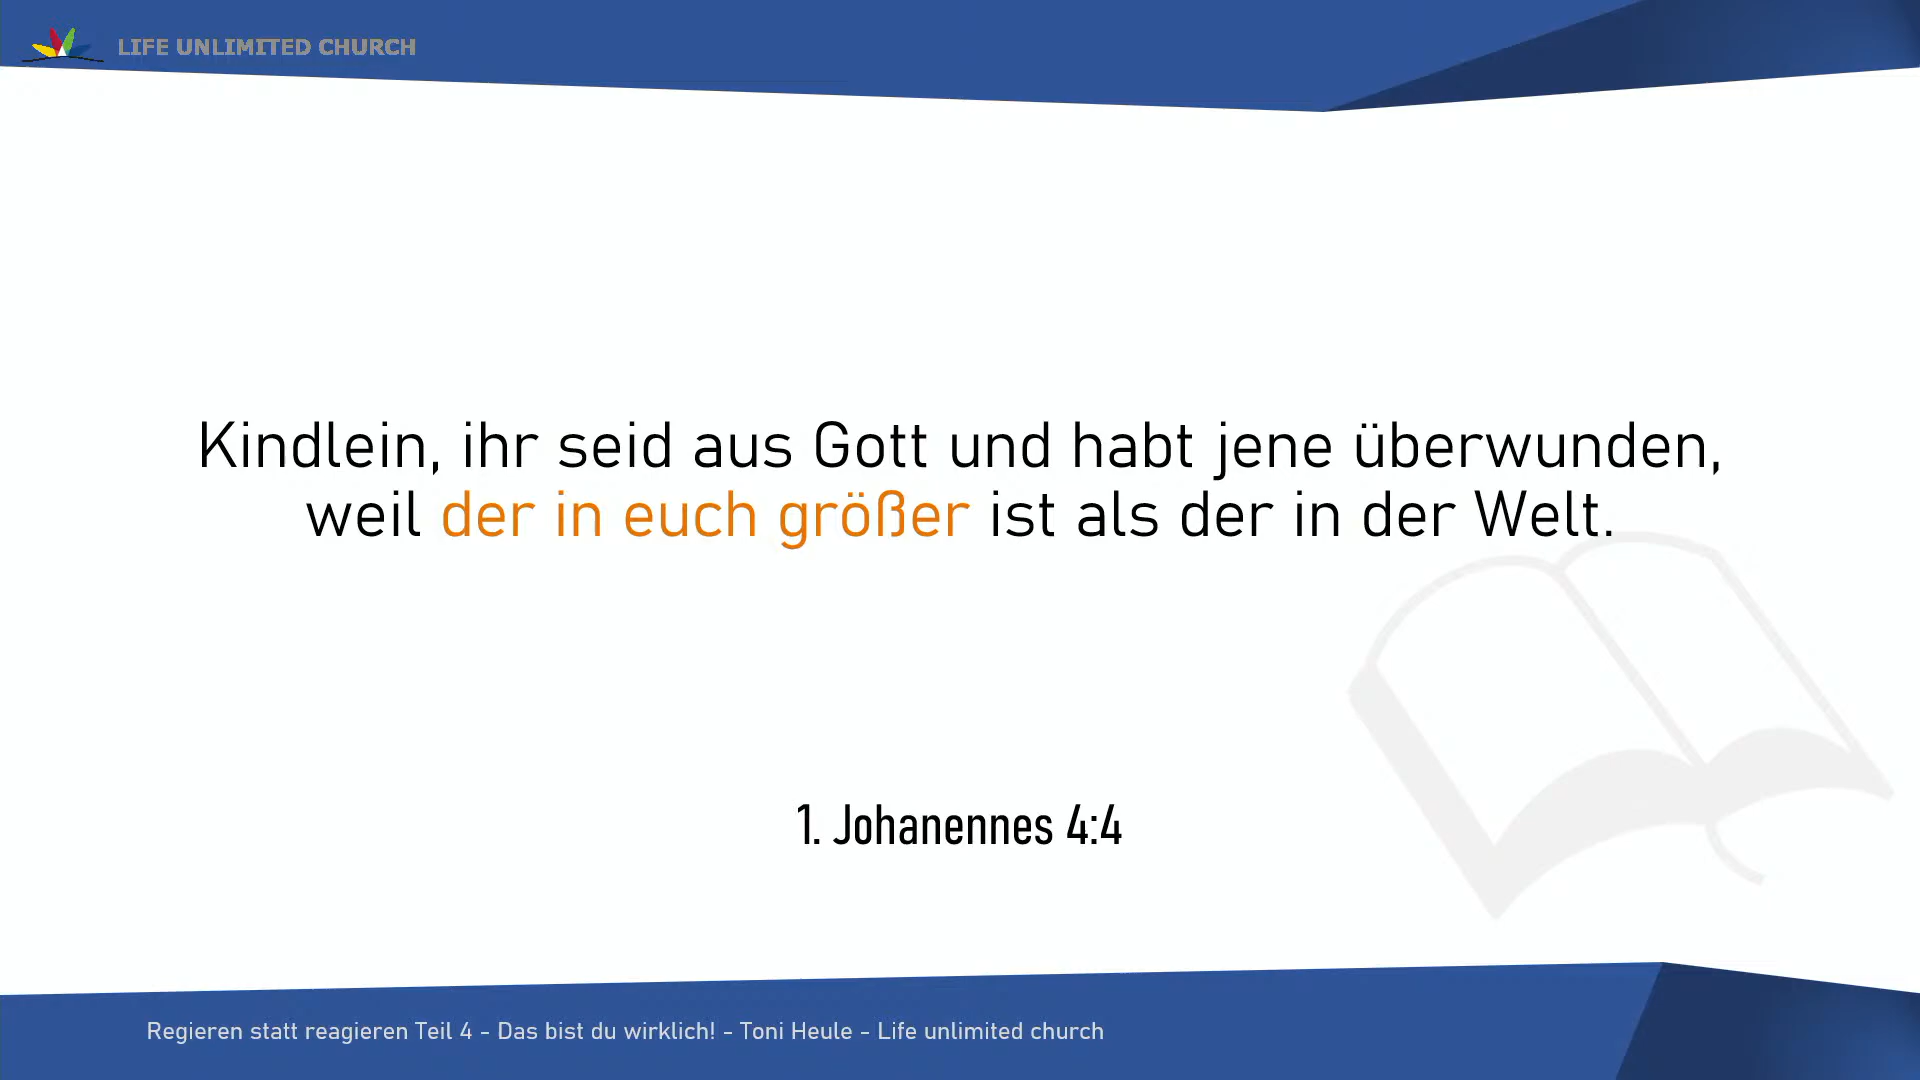 LIFE UNLIMITED CHURCH
Kindlein, ihr seid aus Gott und habt jene überwunden,
weil der in euch größer ist als der in der Welt.
1. Johanennes 4:4
Regieren statt reagieren Teil 4 - Das bist du wirklich! - Toni Heule - Life unlimited church